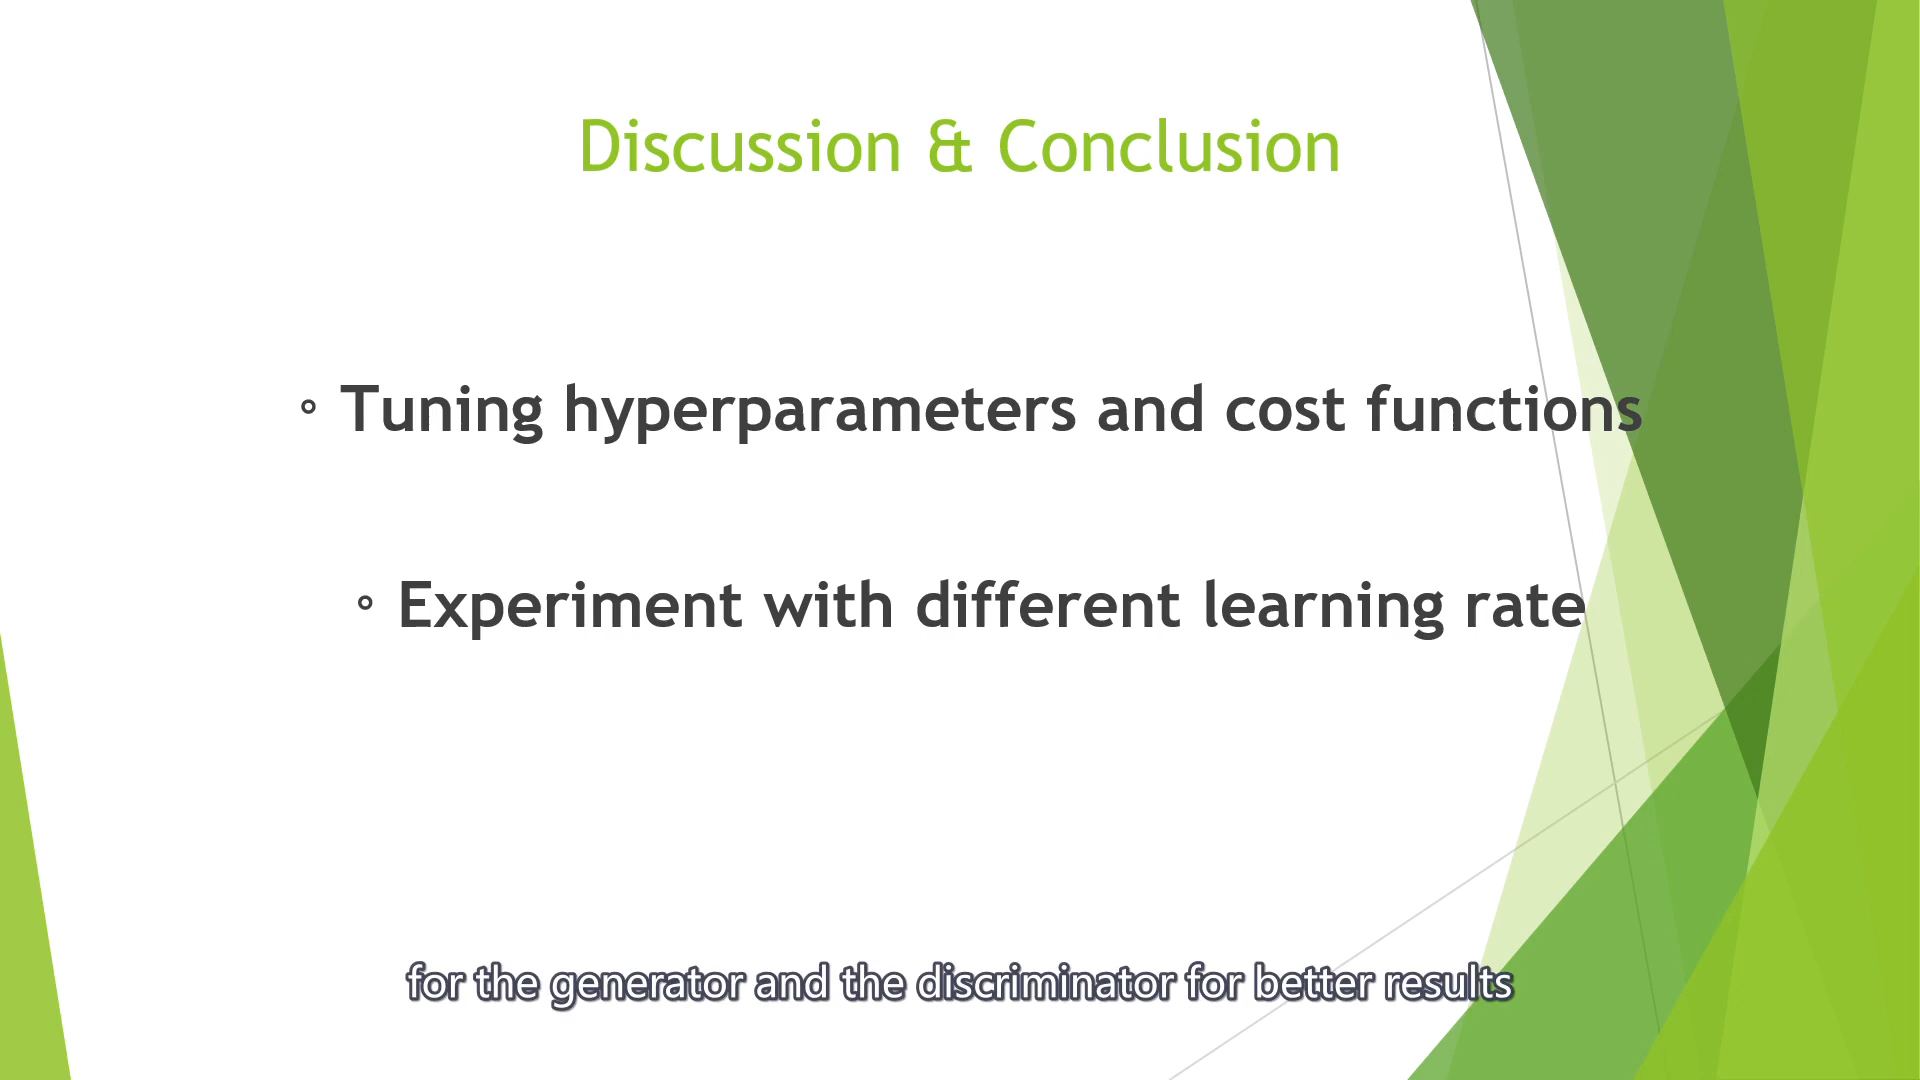 Discussion & Conclusion
◦ Tuning hyperparameters and cost functions
◦ Experiment with different learning rate
for the generator and the discriminator for better results